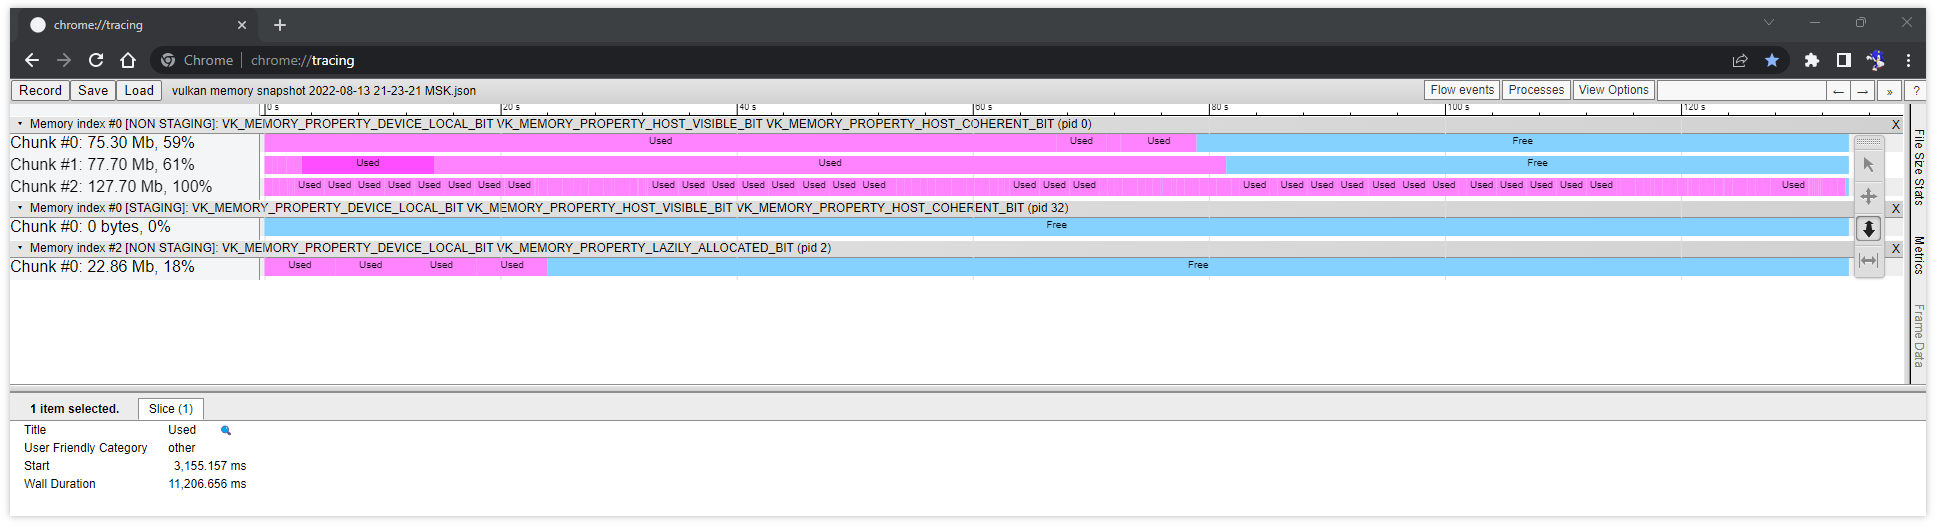 chrome://tracing
Chrome chrome://tracing
Record Save Load vulkan memory snapshot 2022-08-13 21-23-21 MSK.json Flow events Processes View Options ← → » ?
0 s 20 s 40 s 60 s 80 s 100 s 120 s
Memory index #0 [NON STAGING]: VK_MEMORY_PROPERTY_DEVICE_LOCAL_BIT VK_MEMORY_PROPERTY_HOST_VISIBLE_BIT VK_MEMORY_PROPERTY_HOST_COHERENT_BIT (pid 0) X
Chunk #0: 75.30 Mb, 59% Used Used Used Free
Chunk #1: 77.70 Mb, 61% Used Used Free
Chunk #2: 127.70 Mb, 100% Used Used Used Used Used Used Used Used Used Used Used Used Used Used Used Used Used Used Used Used Used Used Used Used Used Used Used Used Used Used Used Used Used
Memory index #0 [STAGING]: VK_MEMORY_PROPERTY_DEVICE_LOCAL_BIT VK_MEMORY_PROPERTY_HOST_VISIBLE_BIT VK_MEMORY_PROPERTY_HOST_COHERENT_BIT (pid 32) X
Chunk #0: 0 bytes, 0% Free
Memory index #2 [NON STAGING]: VK_MEMORY_PROPERTY_DEVICE_LOCAL_BIT VK_MEMORY_PROPERTY_LAZILY_ALLOCATED_BIT (pid 2) X
Chunk #0: 22.86 Mb, 18% Used Used Used Used Free
File Size Stats
Metrics
Frame Data
1 item selected. Slice (1)
Title Used
User Friendly Category other
Start 3,155.157 ms
Wall Duration 11,206.656 ms